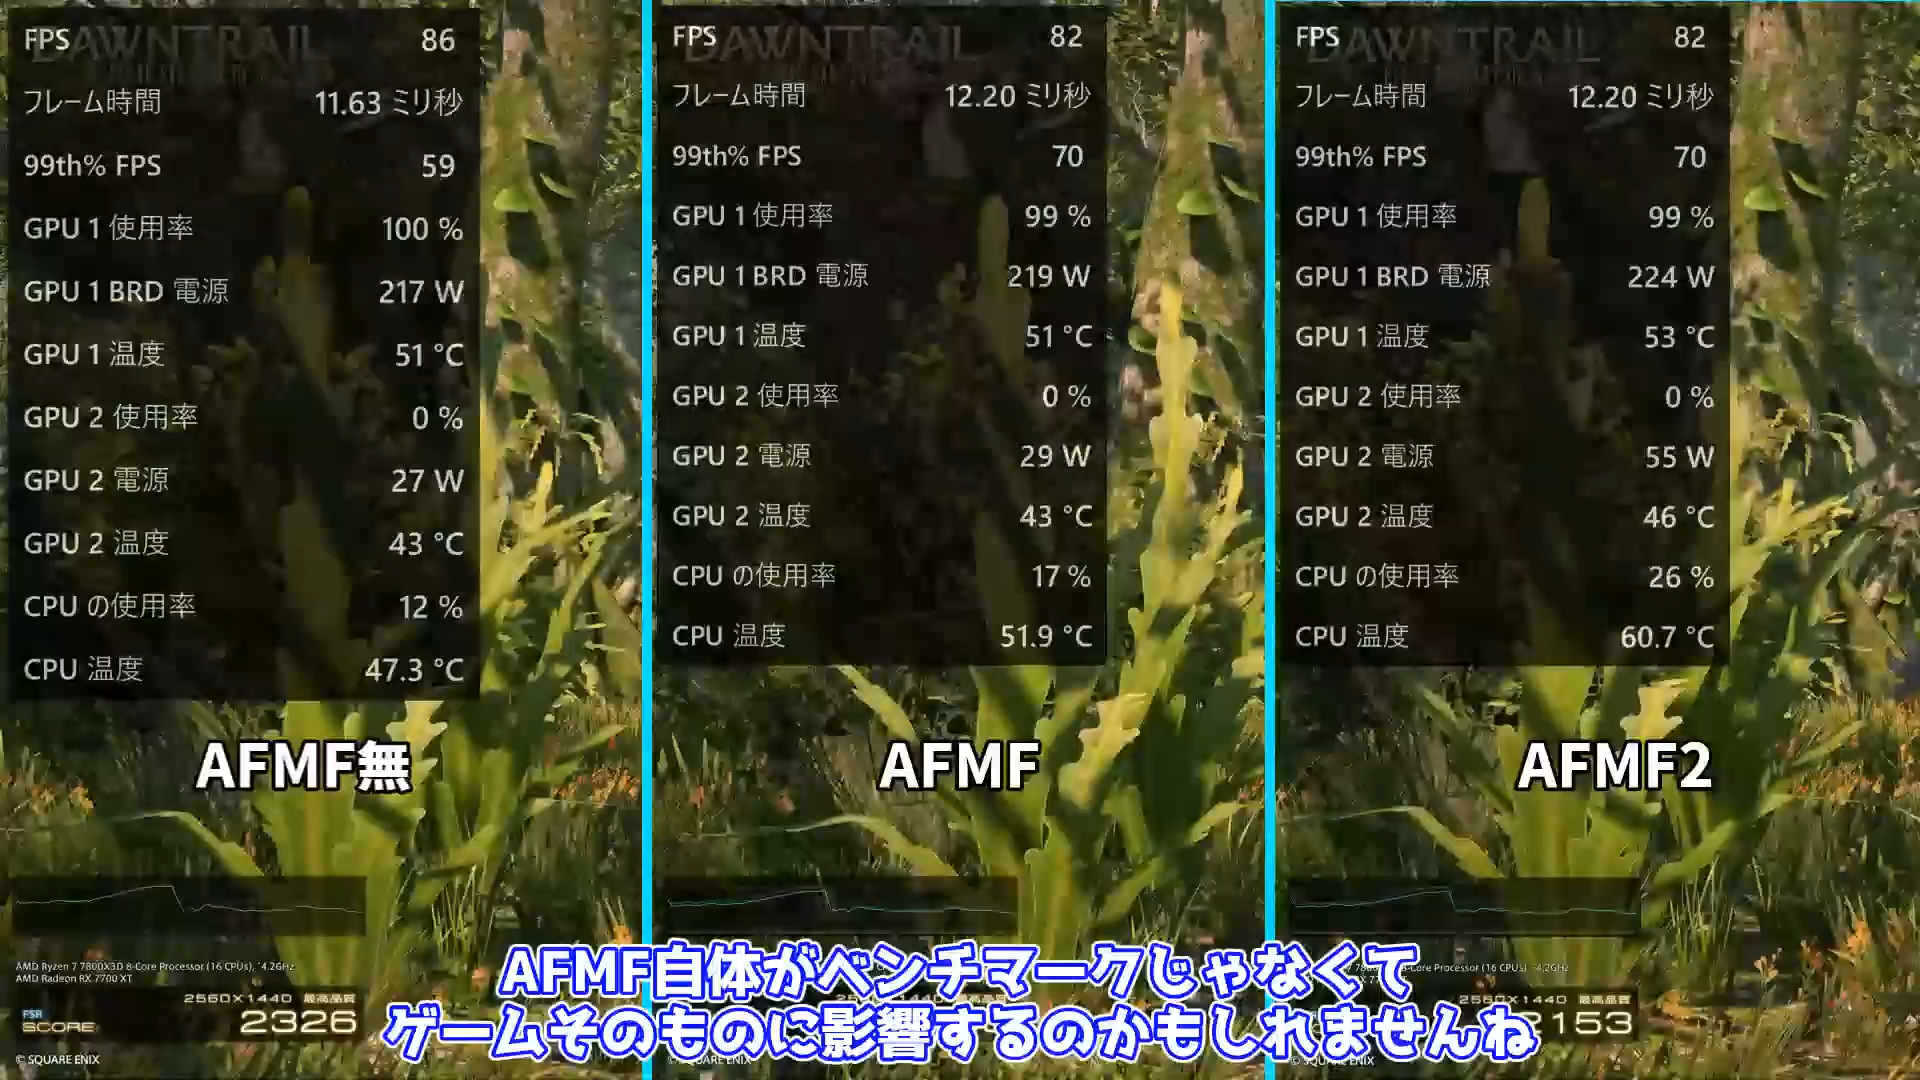 FPS 86
フレーム時間 11.63 ミリ秒
99th% FPS 59
GPU 1 使用率 100 %
GPU 1 BRD 電源 217 W
GPU 1 温度 51 °C
GPU 2 使用率 0 %
GPU 2 電源 27 W
GPU 2 温度 43 °C
CPU の使用率 12 %
CPU 温度 47.3 °C
AFMF無
AMD Ryzen 7 7800X3D 8-Core Processor (16 CPUs), ~4.2GHz
AMD Radeon RX 7700 XT
2560X1440 最高品質
FSR
SCORE 2326
© SQUARE ENIX
DAWNTRAIL
FPS 82
フレーム時間 12.20 ミリ秒
99th% FPS 70
GPU 1 使用率 99 %
GPU 1 BRD 電源 219 W
GPU 1 温度 51 °C
GPU 2 使用率 0 %
GPU 2 電源 29 W
GPU 2 温度 43 °C
CPU の使用率 17 %
CPU 温度 51.9 °C
AFMF
DAWNTRAIL
FPS 82
フレーム時間 12.20 ミリ秒
99th% FPS 70
GPU 1 使用率 99 %
GPU 1 BRD 電源 224 W
GPU 1 温度 53 °C
GPU 2 使用率 0 %
GPU 2 電源 55 W
GPU 2 温度 46 °C
CPU の使用率 26 %
CPU 温度 60.7 °C
AFMF2
Processor (16 CPUs), ~4.2GHz
2560X1440 最高品質
2153
© SQUARE ENIX
AFMF自体がベンチマークじゃなくて
ゲームそのものに影響するのかもしれませんね